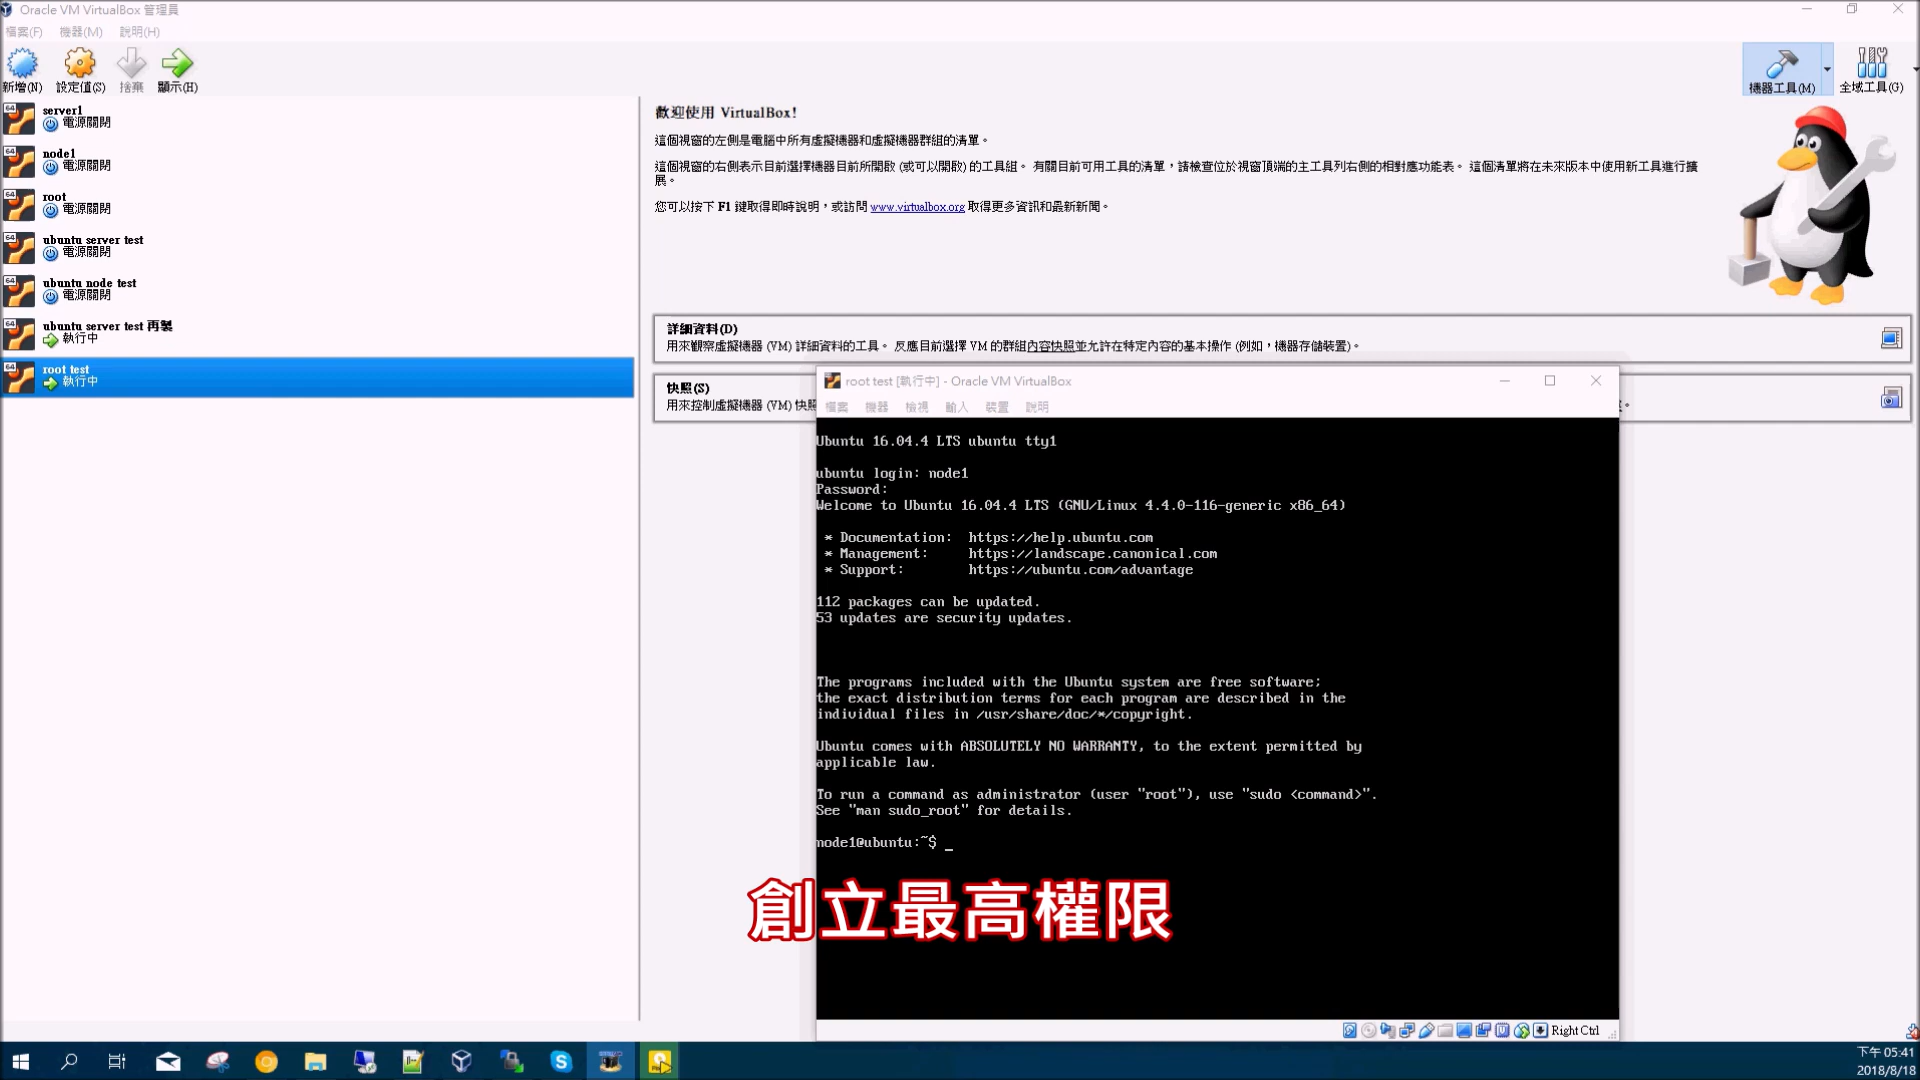 Oracle VM VirtualBox 管理員
檔案(F) 機器(M) 說明(H)
新增(N) 設定值(S) 捨棄 顯示(H)
機器工具(M) 全域工具(G)
64 server1
電源關閉
64 node1
電源關閉
64 root
電源關閉
64 ubuntu server test
電源關閉
64 ubuntu node test
電源關閉
64 ubuntu server test 再製
執行中
64 root test
執行中
歡迎使用 VirtualBox!
這個視窗的左側是電腦中所有虛擬機器和虛擬機器群組的清單。
這個視窗的右側表示目前選擇機器目前所開啟 (或可以開啟) 的工具組。 有關目前可用工具的清單，請檢查位於視窗頂端的主工具列右側的相對應功能表。 這個清單將在未來版本中使用新工具進行擴
展。
您可以按下 F1 鍵取得即時說明，或訪問 www.virtualbox.org 取得更多資訊和最新新聞。
詳細資料(D)
用來觀察虛擬機器 (VM) 詳細資料的工具。 反應目前選擇 VM 的群組內容快照並允許在特定內容的基本操作 (例如，機器存儲裝置)。
快照(S)
用來控制虛擬機器 (VM) 快照
root test [執行中] - Oracle VM VirtualBox
檔案 機器 檢視 輸入 裝置 說明
Ubuntu 16.04.4 LTS ubuntu tty1
ubuntu login: node1
Password:
Welcome to Ubuntu 16.04.4 LTS (GNU/Linux 4.4.0-116-generic x86_64)
* Documentation:  https://help.ubuntu.com
* Management:     https://landscape.canonical.com
* Support:        https://ubuntu.com/advantage
112 packages can be updated.
53 updates are security updates.
The programs included with the Ubuntu system are free software;
the exact distribution terms for each program are described in the
individual files in /usr/share/doc/*/copyright.
Ubuntu comes with ABSOLUTELY NO WARRANTY, to the extent permitted by
applicable law.
To run a command as administrator (user "root"), use "sudo <command>".
See "man sudo_root" for details.
node1@ubuntu:~$ _
創立最高權限
Right Ctrl
下午 05:41
2018/8/18